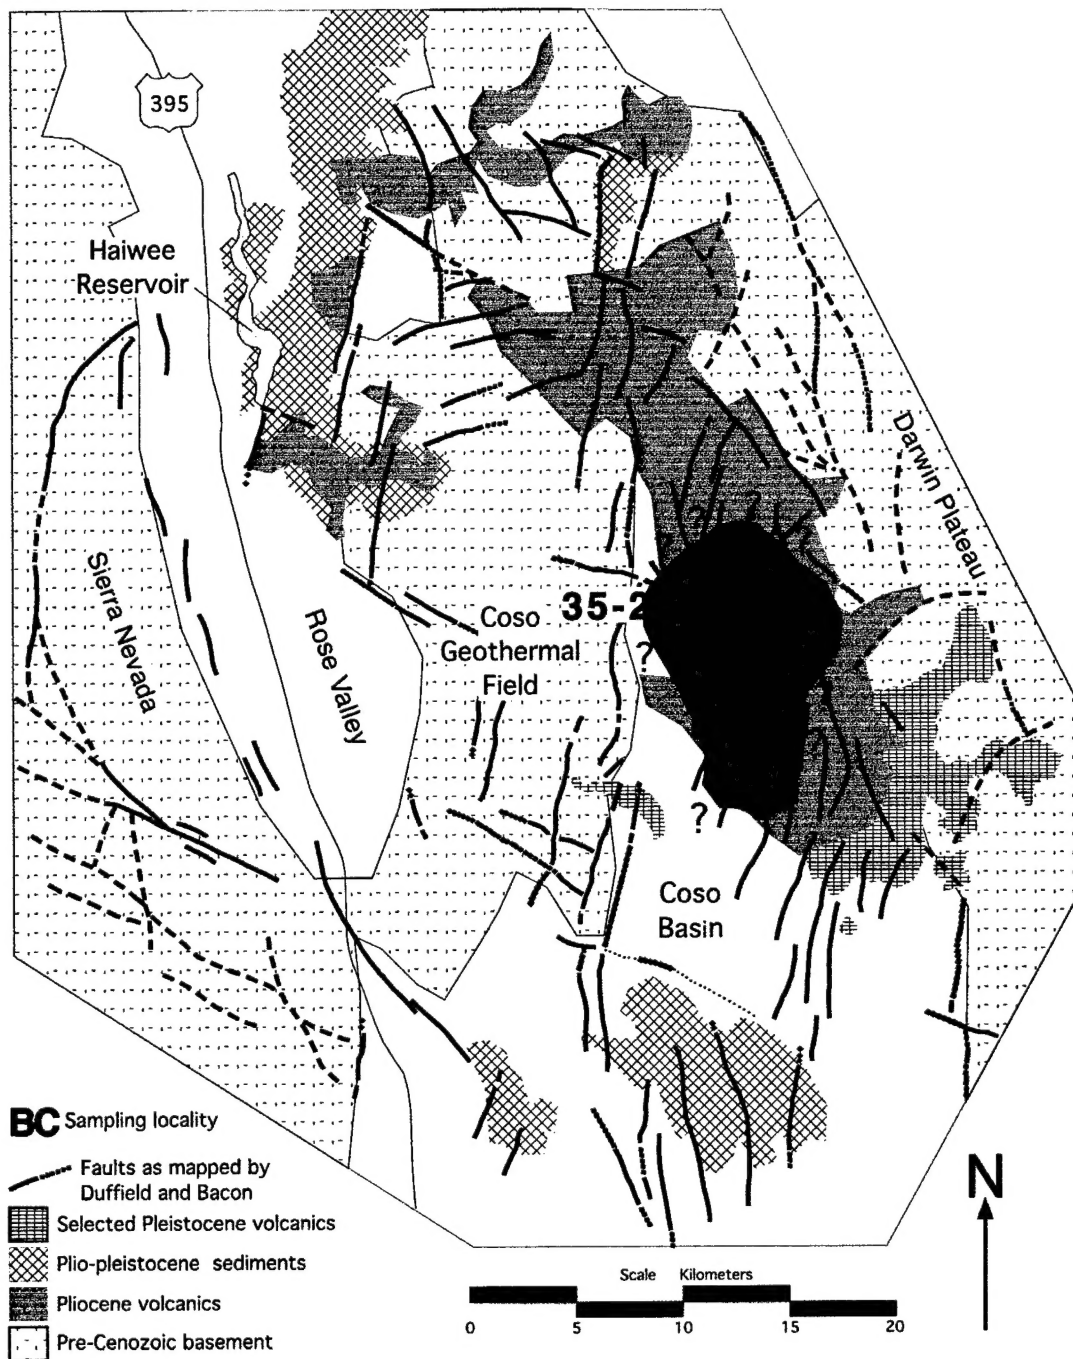 395
Haiwee
Reservoir
Darwin Plateau
Sierra Nevada
Rose Valley
?
?
35-2
Coso
Geothermal
Field
?
?
Coso
Basin
BC Sampling locality
Faults as mapped by
Duffield and Bacon
Selected Pleistocene volcanics
Plio-pleistocene sediments
Pliocene volcanics
Pre-Cenozoic basement
N
Scale Kilometers
0 5 10 15 20